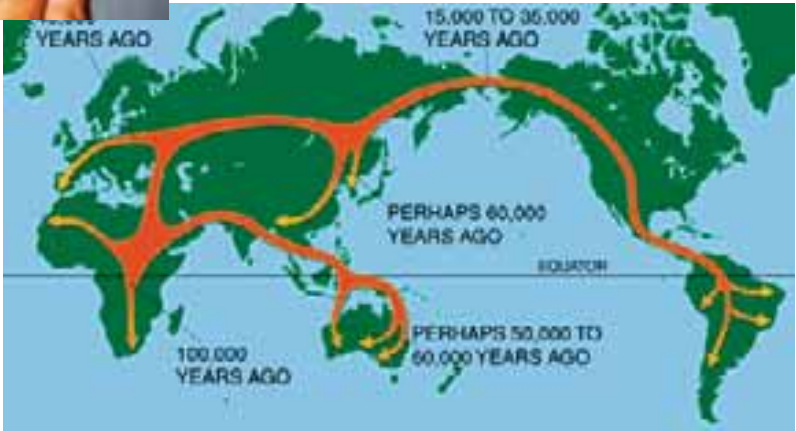 YEARS AGO
15,000 TO 35,000
YEARS AGO
PERHAPS 60,000
YEARS AGO
EQUATOR
PERHAPS 50,000 TO
60,000 YEARS AGO
100,000
YEARS AGO